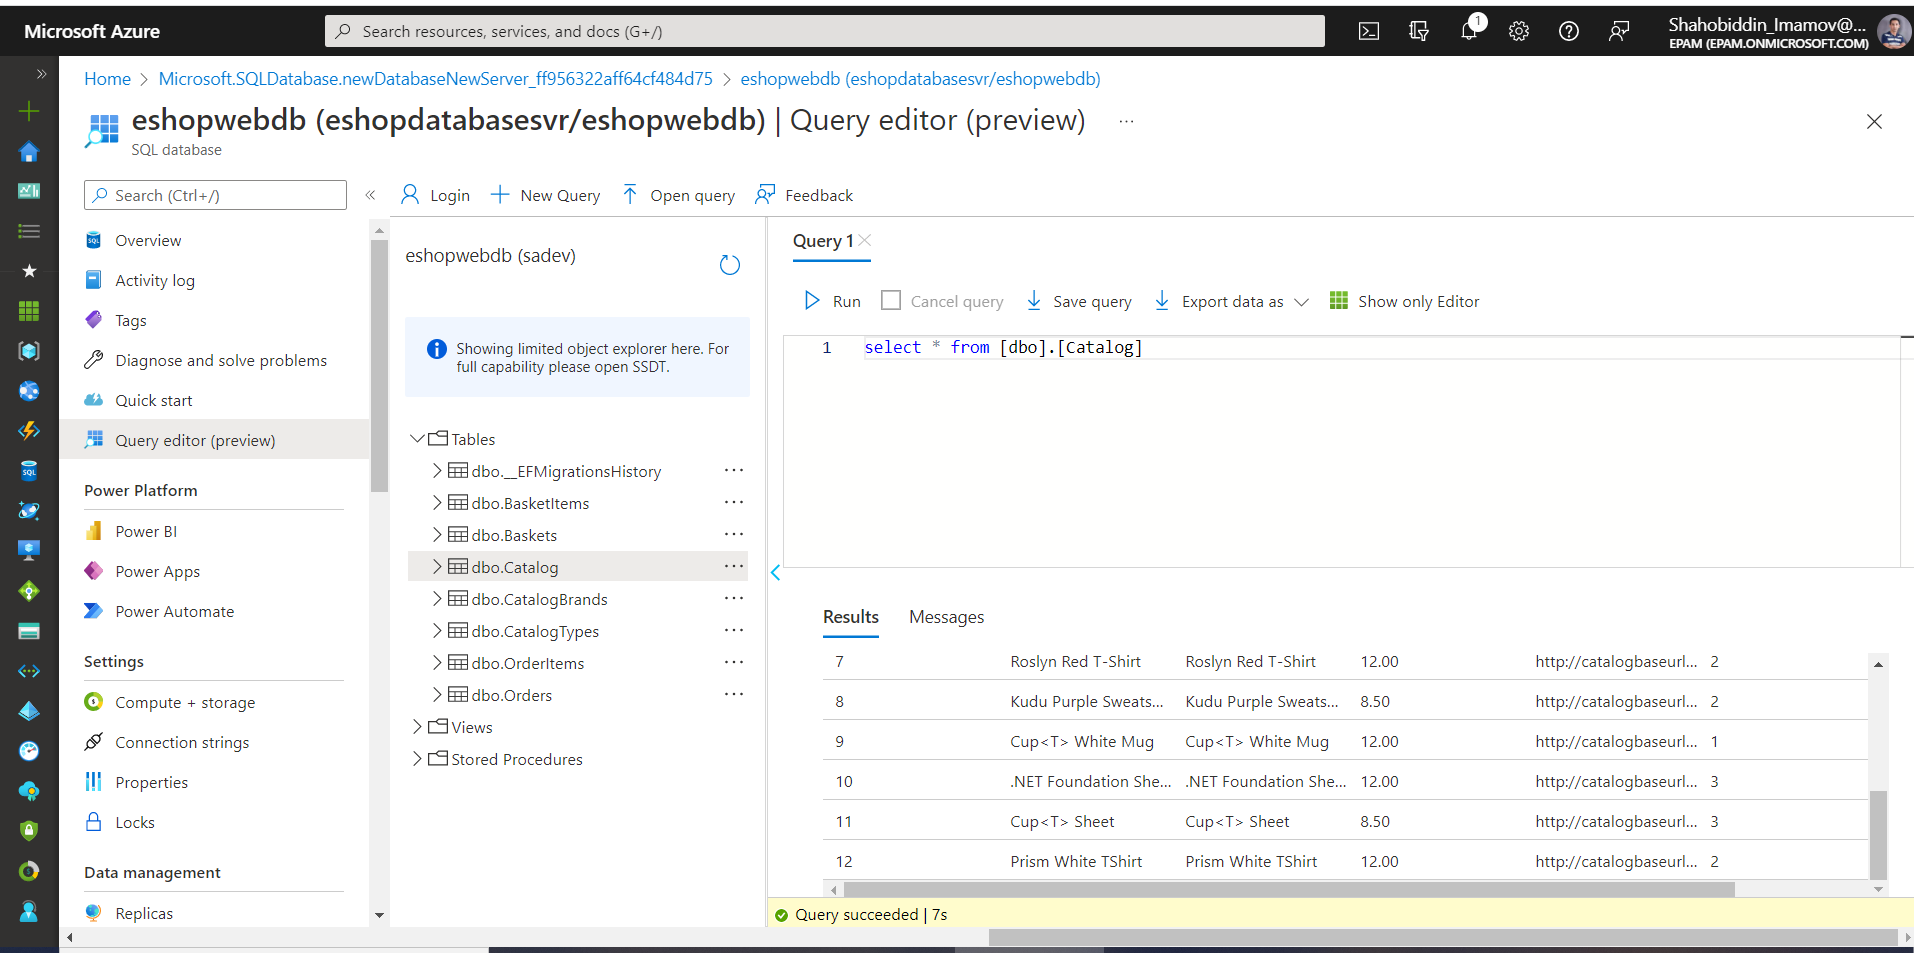 Microsoft Azure
Search resources, services, and docs (G+/)
1
Shahobiddin_Imamov@...
EPAM (EPAM.ONMICROSOFT.COM)
Home > Microsoft.SQLDatabase.newDatabaseNewServer_ff956322aff64cf484d75 > eshopwebdb (eshopdatabasesvr/eshopwebdb)
eshopwebdb (eshopdatabasesvr/eshopwebdb) | Query editor (preview) ...
SQL database
Search (Ctrl+/)
Overview
Activity log
Tags
Diagnose and solve problems
Quick start
Query editor (preview)
Power Platform
Power BI
Power Apps
Power Automate
Settings
Compute + storage
Connection strings
Properties
Locks
Data management
Replicas
Login
New Query
Open query
Feedback
eshopwebdb (sadev)
Showing limited object explorer here. For
full capability please open SSDT.
Tables
dbo.__EFMigrationsHistory
dbo.BasketItems
dbo.Baskets
dbo.Catalog
dbo.CatalogBrands
dbo.CatalogTypes
dbo.OrderItems
dbo.Orders
Views
Stored Procedures
Query 1
Run
Cancel query
Save query
Export data as
Show only Editor
1 select * from [dbo].[Catalog]
Results Messages
7 Roslyn Red T-Shirt Roslyn Red T-Shirt 12.00 http://catalogbaseurl... 2
8 Kudu Purple Sweats... Kudu Purple Sweats... 8.50 http://catalogbaseurl... 2
9 Cup<T> White Mug Cup<T> White Mug 12.00 http://catalogbaseurl... 1
10 .NET Foundation She... .NET Foundation She... 12.00 http://catalogbaseurl... 3
11 Cup<T> Sheet Cup<T> Sheet 8.50 http://catalogbaseurl... 3
12 Prism White TShirt Prism White TShirt 12.00 http://catalogbaseurl... 2
Query succeeded | 7s